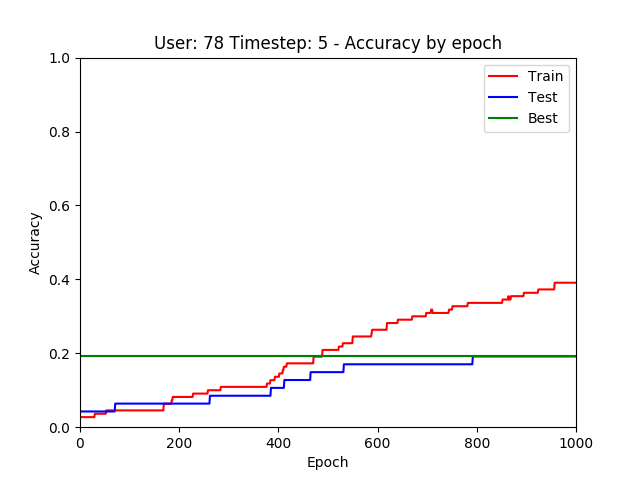 User: 78 Timestep: 5 - Accuracy by epoch
1.0
0.8
0.6
0.4
0.2
0.0
Accuracy
Train
Test
Best
0 200 400 600 800 1000
Epoch